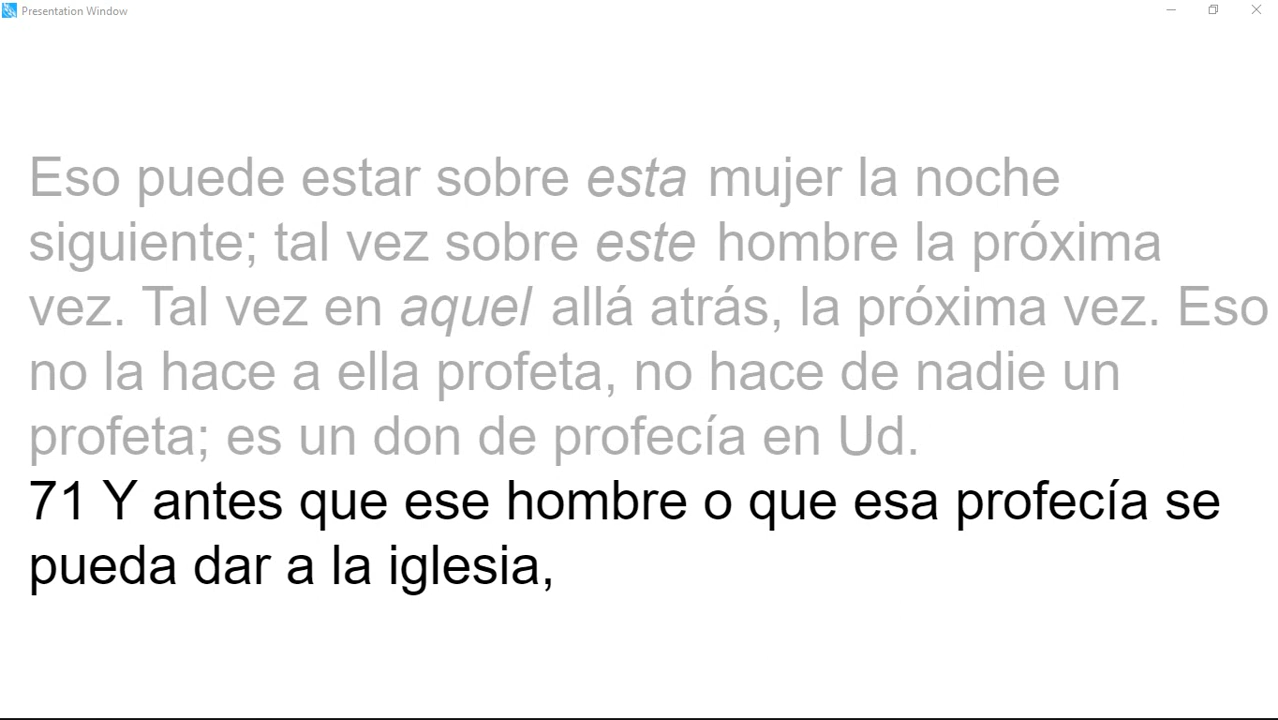 Presentation Window
Eso puede estar sobre esta mujer la noche
siguiente; tal vez sobre este hombre la próxima
vez. Tal vez en aquel allá atrás, la próxima vez. Eso
no la hace a ella profeta, no hace de nadie un
profeta; es un don de profecía en Ud.
71 Y antes que ese hombre o que esa profecía se
pueda dar a la iglesia,